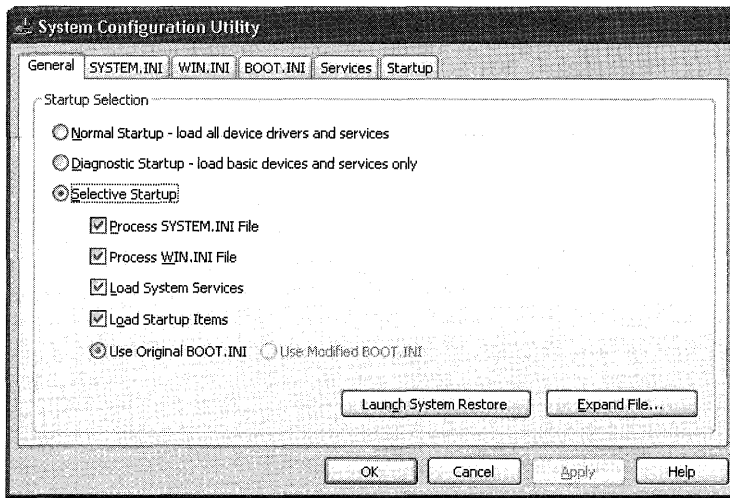 System Configuration Utility
General SYSTEM.INI WIN.INI BOOT.INI Services Startup
Startup Selection
Normal Startup - load all device drivers and services
Diagnostic Startup - load basic devices and services only
Selective Startup
Process SYSTEM.INI File
Process WIN.INI File
Load System Services
Load Startup Items
Use Original BOOT.INI Use Modified BOOT.INI
Launch System Restore Expand File...
OK Cancel Apply Help